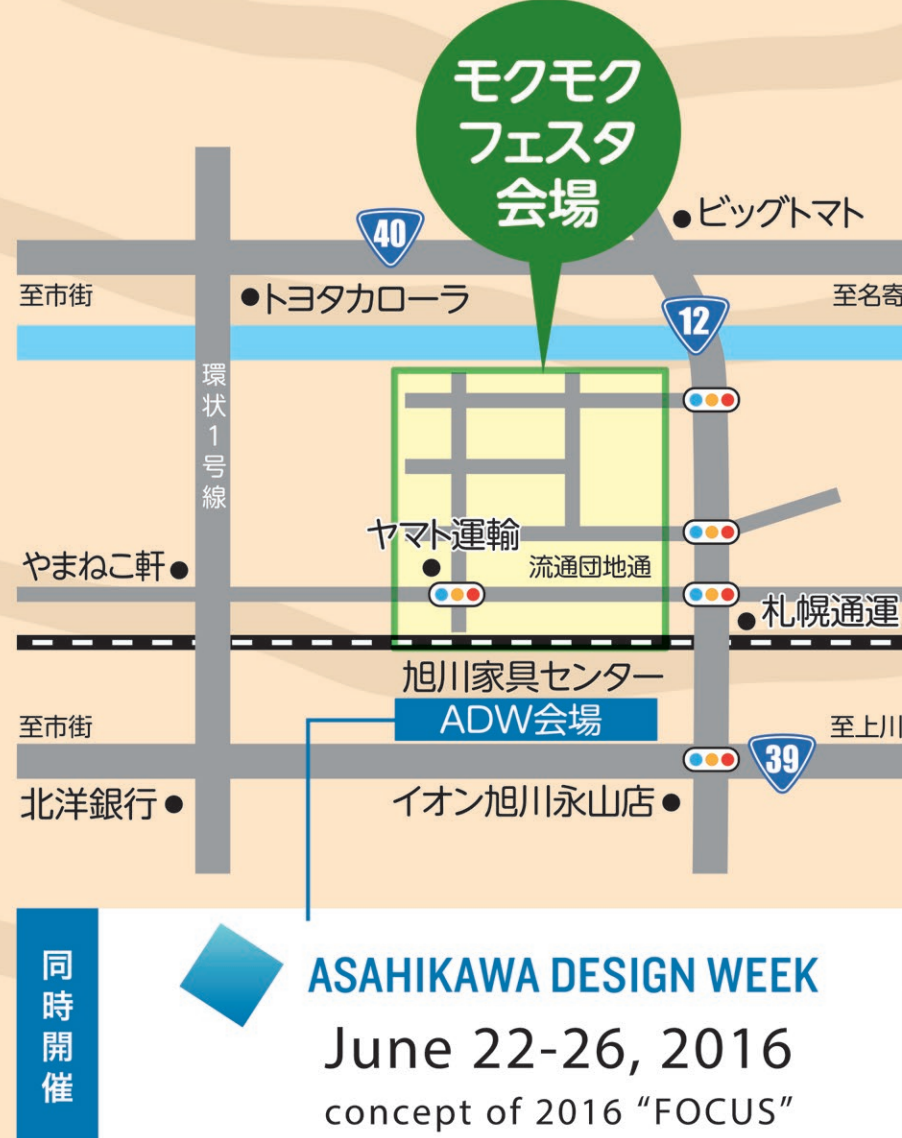 モクモク
フェスタ
会場
40
ビッグトマト
至市街
トヨタカローラ
12
至名寄
環状1号線
ヤマト運輸
やまねこ軒
流通団地通
札幌通運
旭川家具センター
ADW会場
至市街
至上川
39
北洋銀行
イオン旭川永山店
同時開催
ASAHIKAWA DESIGN WEEK
June 22-26, 2016
concept of 2016 “FOCUS”